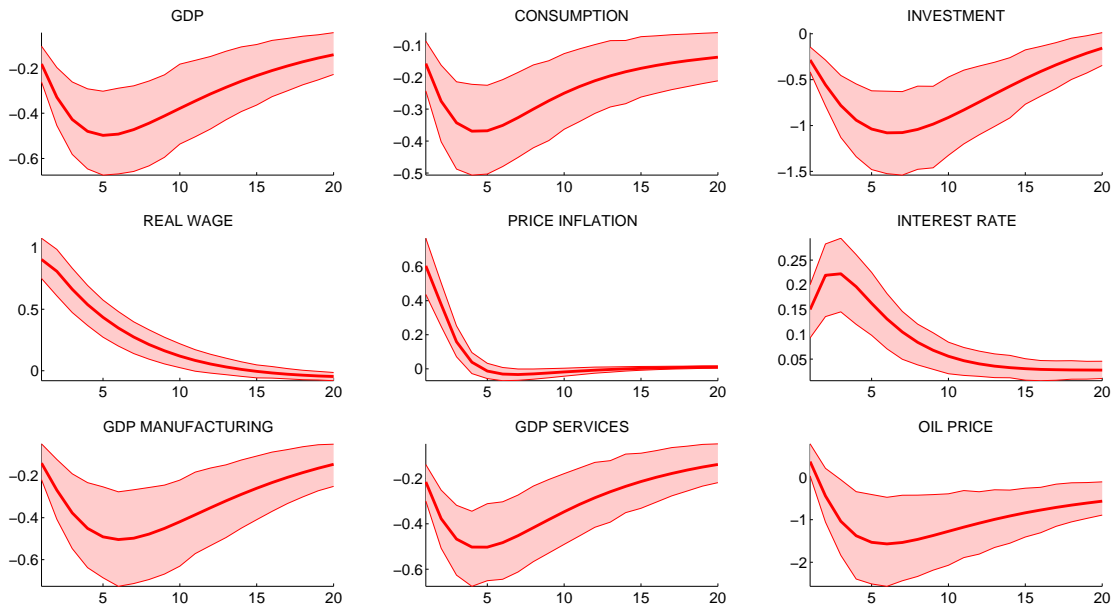 GDP
−0.2
−0.4
−0.6
5 10 15 20
CONSUMPTION
−0.1
−0.2
−0.3
−0.4
−0.5
5 10 15 20
INVESTMENT
0
−0.5
−1
−1.5
5 10 15 20
REAL WAGE
1
0.5
0
5 10 15 20
PRICE INFLATION
0.6
0.4
0.2
0
5 10 15 20
INTEREST RATE
0.25
0.2
0.15
0.1
0.05
5 10 15 20
GDP MANUFACTURING
−0.2
−0.4
−0.6
5 10 15 20
GDP SERVICES
−0.2
−0.4
−0.6
5 10 15 20
OIL PRICE
0
−1
−2
5 10 15 20